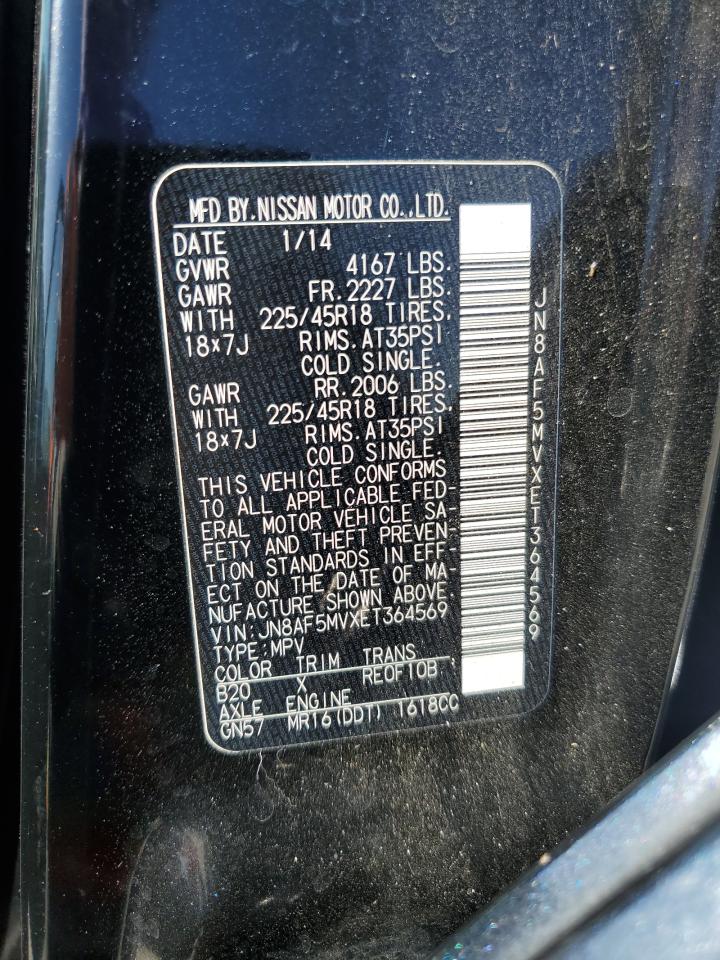 MFD BY.NISSAN MOTOR CO.,LTD.
DATE 1/14
GVWR 4167 LBS.
GAWR FR.2227 LBS.
WITH 225/45R18 TIRES.
18×7J RIMS.AT35PSI
COLD SINGLE.
GAWR RR.2006 LBS.
WITH 225/45R18 TIRES.
18×7J RIMS.AT35PSI
COLD SINGLE.
THIS VEHICLE CONFORMS
TO ALL APPLICABLE FED-
ERAL MOTOR VEHICLE SA-
FETY AND THEFT PREVEN-
TION STANDARDS IN EFF-
ECT ON THE DATE OF MA-
NUFACTURE SHOWN ABOVE.
VIN:JN8AF5MVXET364569
TYPE:MPV
COLOR TRIM TRANS
B20 X RE0F10B
AXLE ENGINE
GN57 MR16(DDT) 1618CC
JN8AF5MVXET364569